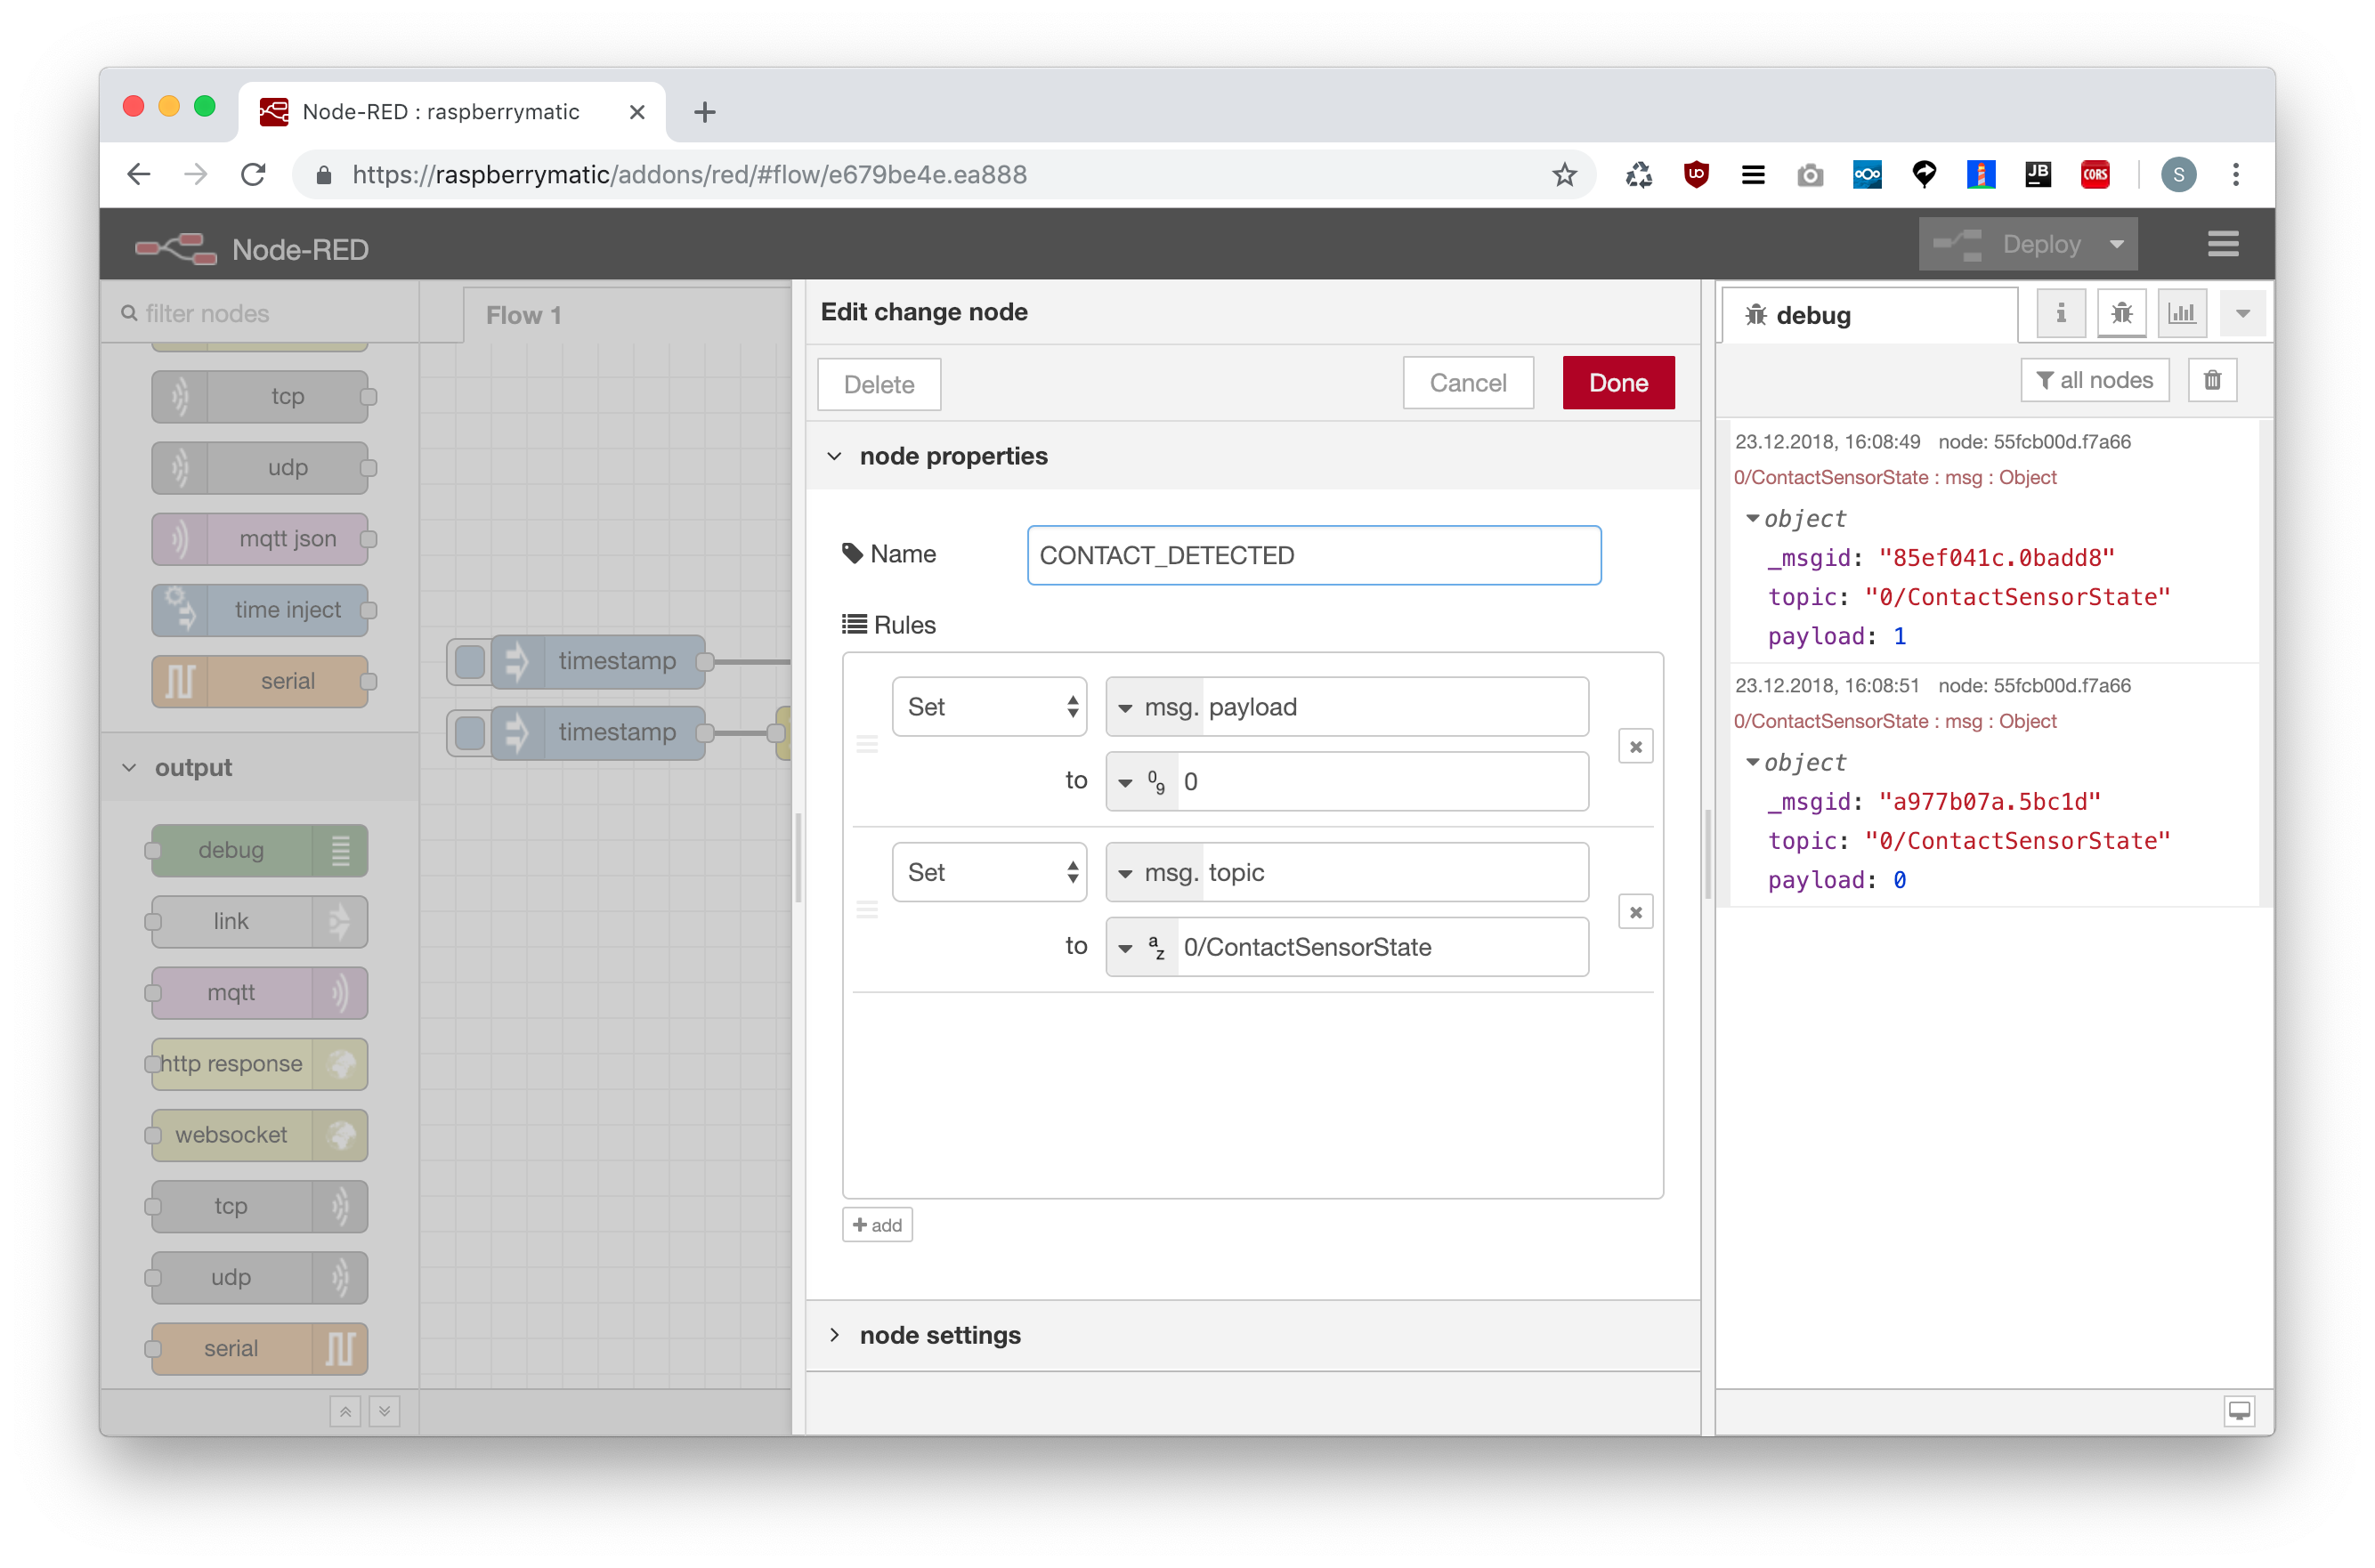 Node-RED : raspberrymatic
https://raspberrymatic/addons/red/#flow/e679be4e.ea888
JB
CORS
S
Node-RED
Deploy
filter nodes
tcp
udp
mqtt json
time inject
serial
output
debug
link
mqtt
http response
websocket
tcp
udp
serial
Flow 1
timestamp
timestamp
Edit change node
Delete
Cancel
Done
node properties
Name
CONTACT_DETECTED
Rules
Set
msg. payload
to
0
9
0
Set
msg. topic
to
a
z
0/ContactSensorState
add
node settings
debug
i
all nodes
23.12.2018, 16:08:49 node: 55fcb00d.f7a66
0/ContactSensorState : msg : Object
object
_msgid: "85ef041c.0badd8"
topic: "0/ContactSensorState"
payload: 1
23.12.2018, 16:08:51 node: 55fcb00d.f7a66
0/ContactSensorState : msg : Object
object
_msgid: "a977b07a.5bc1d"
topic: "0/ContactSensorState"
payload: 0